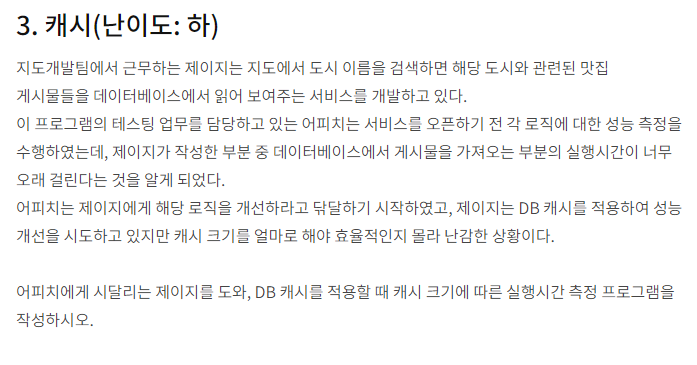 3. 캐시(난이도: 하)
지도개발팀에서 근무하는 제이지는 지도에서 도시 이름을 검색하면 해당 도시와 관련된 맛집
게시물들을 데이터베이스에서 읽어 보여주는 서비스를 개발하고 있다.
이 프로그램의 테스팅 업무를 담당하고 있는 어피치는 서비스를 오픈하기 전 각 로직에 대한 성능 측정을
수행하였는데, 제이지가 작성한 부분 중 데이터베이스에서 게시물을 가져오는 부분의 실행시간이 너무
오래 걸린다는 것을 알게 되었다.
어피치는 제이지에게 해당 로직을 개선하라고 닦달하기 시작하였고, 제이지는 DB 캐시를 적용하여 성능
개선을 시도하고 있지만 캐시 크기를 얼마로 해야 효율적인지 몰라 난감한 상황이다.
어피치에게 시달리는 제이지를 도와, DB 캐시를 적용할 때 캐시 크기에 따른 실행시간 측정 프로그램을
작성하시오.